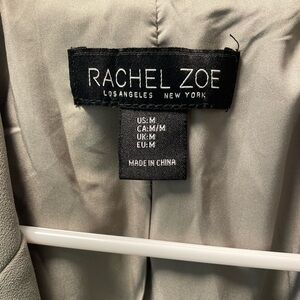 RACHEL ZOE
LOS ANGELES NEW YORK
US: M
CA: M/M
UK: M
EU: M
MADE IN CHINA